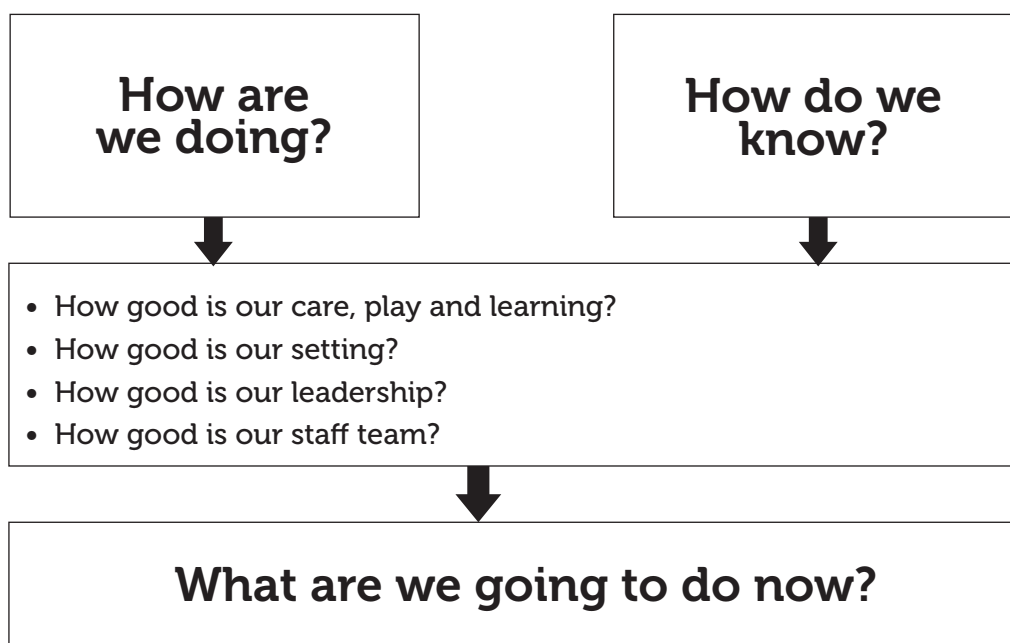 How are
we doing?
How do we
know?
• How good is our care, play and learning?
• How good is our setting?
• How good is our leadership?
• How good is our staff team?
What are we going to do now?